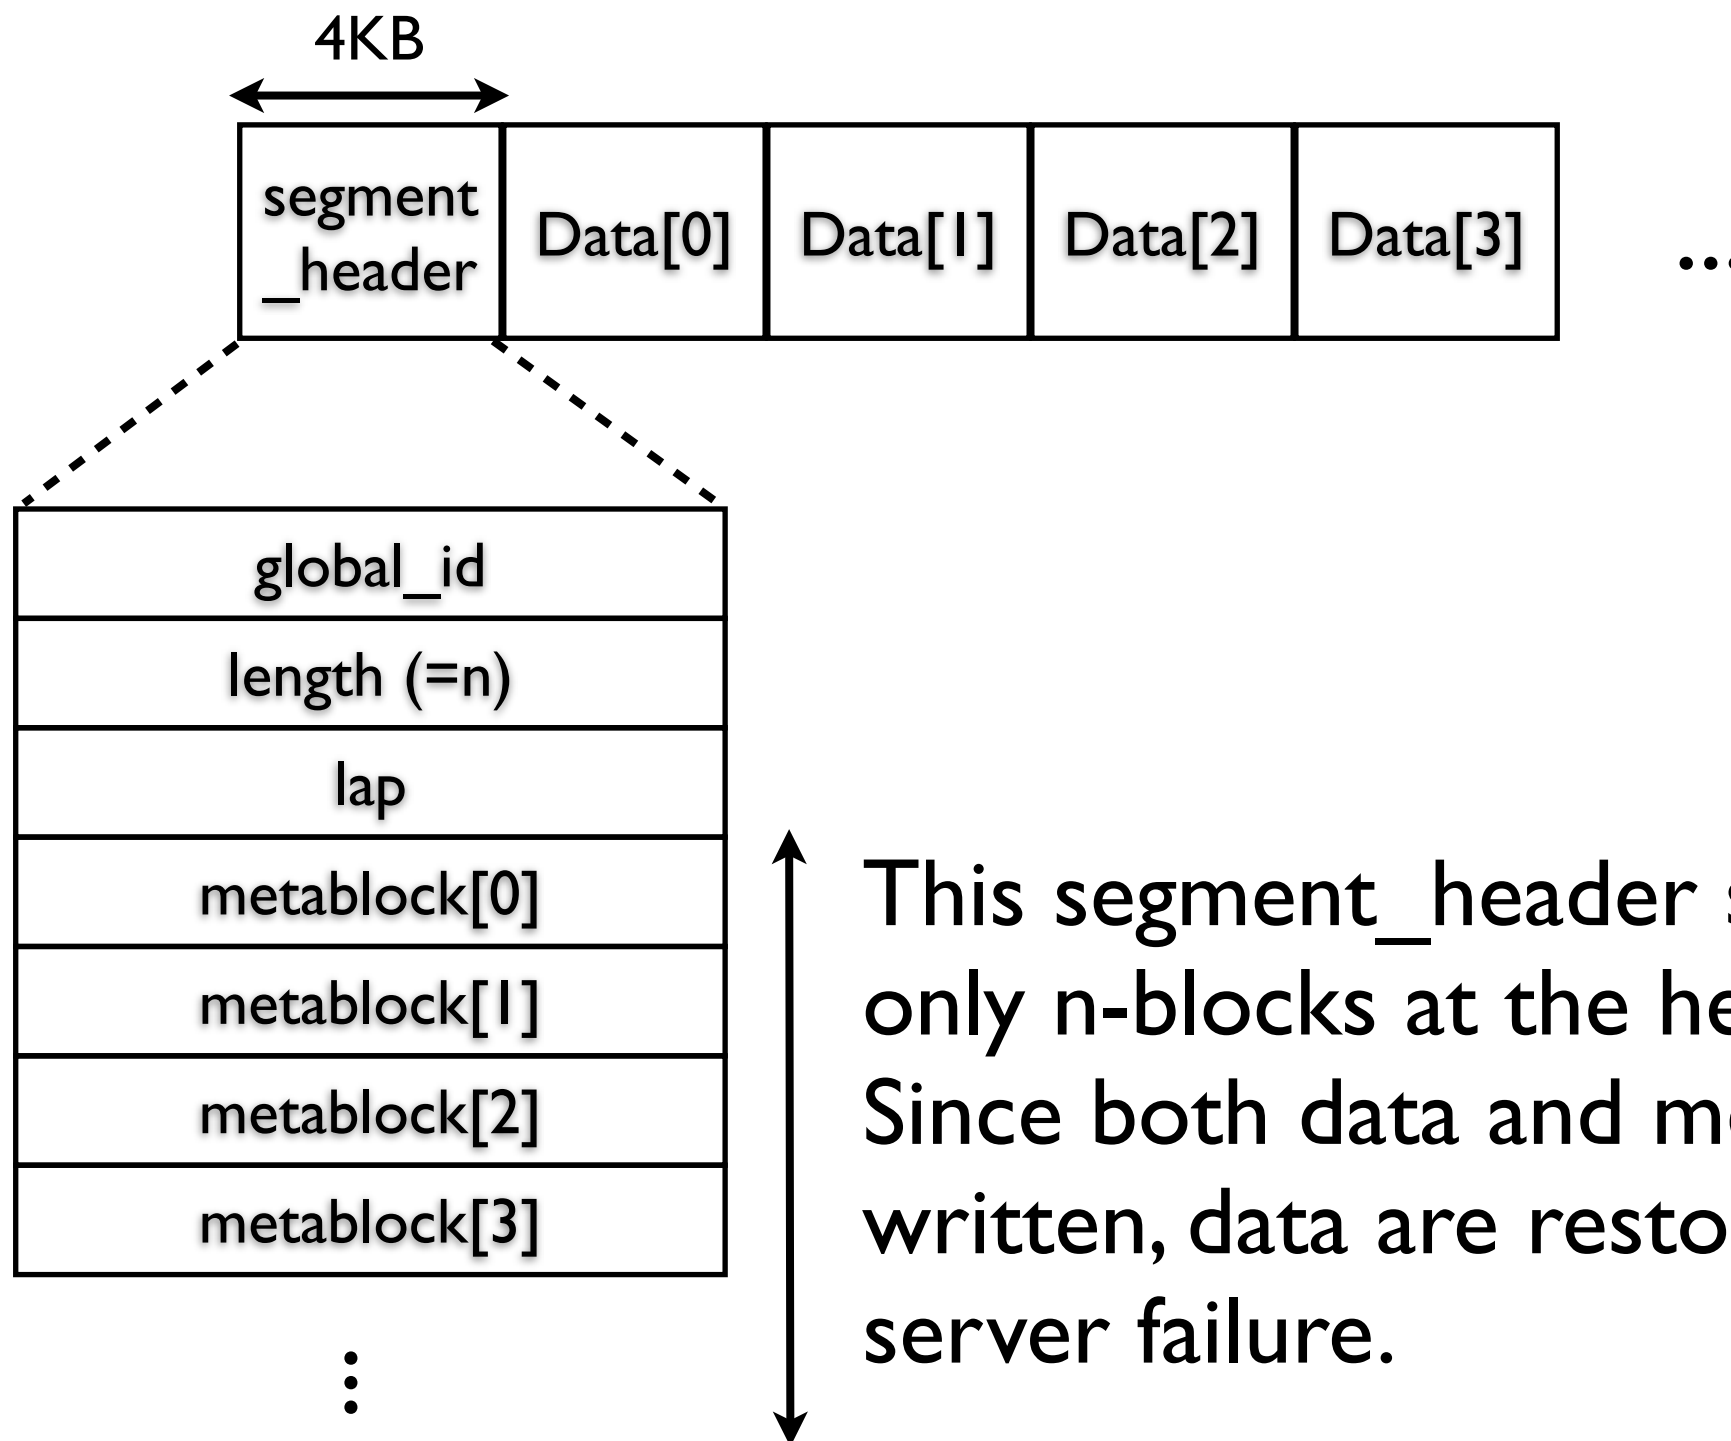 4KB
segment
_header
Data[0]
Data[1]
Data[2]
Data[3]
...
global_id
length (=n)
lap
metablock[0]
metablock[1]
metablock[2]
metablock[3]
This segment_header
only n-blocks at the
Since both data and
written, data are
server failure.